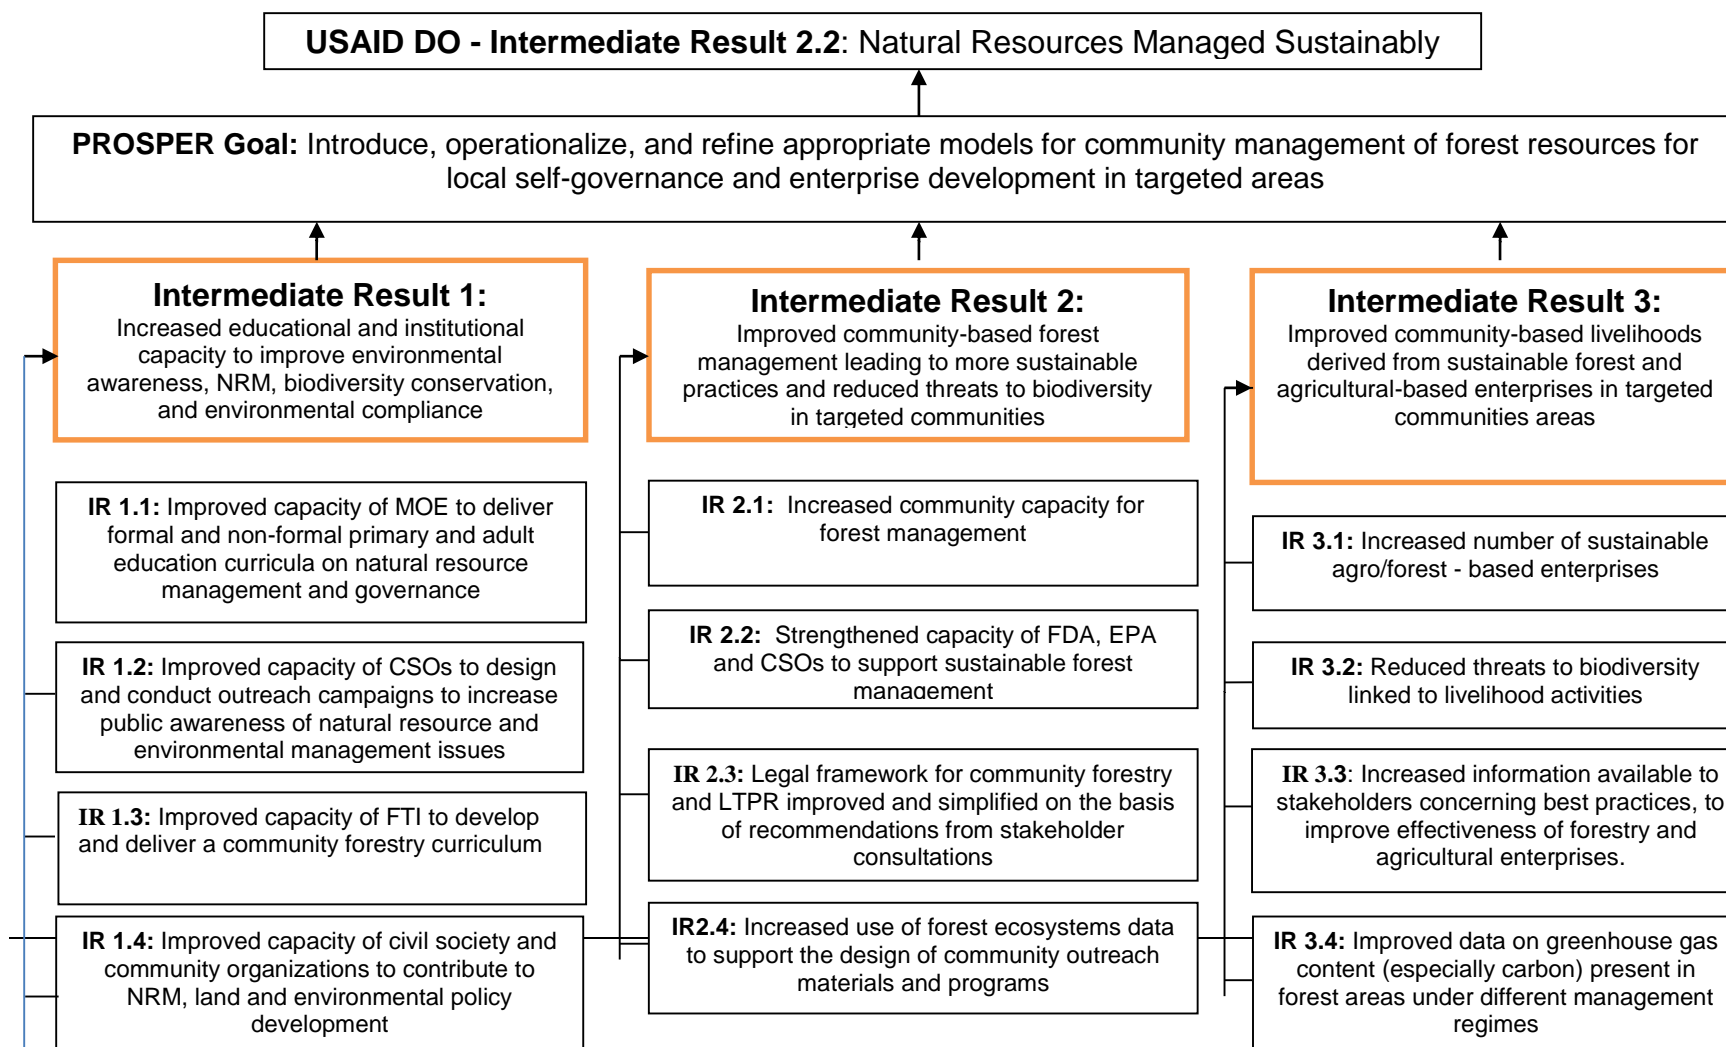 USAID DO - Intermediate Result 2.2: Natural Resources Managed Sustainably
PROSPER Goal: Introduce, operationalize, and refine appropriate models for community management of forest resources for
local self-governance and enterprise development in targeted areas
Intermediate Result 1:
Increased educational and institutional
capacity to improve environmental
awareness, NRM, biodiversity conservation,
and environmental compliance
IR 1.1: Improved capacity of MOE to deliver
formal and non-formal primary and adult
education curricula on natural resource
management and governance
IR 1.2: Improved capacity of CSOs to design
and conduct outreach campaigns to increase
public awareness of natural resource and
environmental management issues
IR 1.3: Improved capacity of FTI to develop
and deliver a community forestry curriculum
IR 1.4: Improved capacity of civil society and
community organizations to contribute to
NRM, land and environmental policy
development
Intermediate Result 2:
Improved community-based forest
management leading to more sustainable
practices and reduced threats to biodiversity
in targeted communities
IR 2.1: Increased community capacity for
forest management
IR 2.2: Strengthened capacity of FDA, EPA
and CSOs to support sustainable forest
management
IR 2.3: Legal framework for community forestry
and LTPR improved and simplified on the basis
of recommendations from stakeholder
consultations
IR2.4: Increased use of forest ecosystems data
to support the design of community outreach
materials and programs
Intermediate Result 3:
Improved community-based livelihoods
derived from sustainable forest and
agricultural-based enterprises in targeted
communities areas
IR 3.1: Increased number of sustainable
agro/forest - based enterprises
IR 3.2: Reduced threats to biodiversity
linked to livelihood activities
IR 3.3: Increased information available to
stakeholders concerning best practices, to
improve effectiveness of forestry and
agricultural enterprises.
IR 3.4: Improved data on greenhouse gas
content (especially carbon) present in
forest areas under different management
regimes